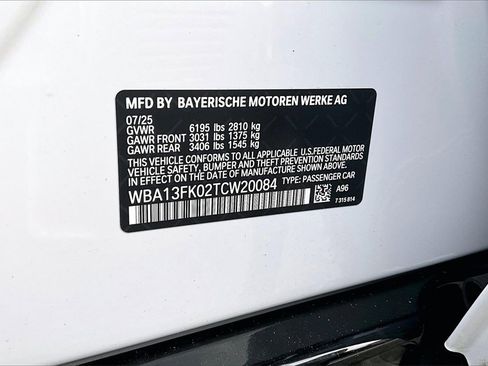 MFD BY BAYERISCHE MOTOREN WERKE AG
07/25
GVWR 6195 lbs 2810 kg
GAWR FRONT 3031 lbs 1375 kg
GAWR REAR 3406 lbs 1545 kg
THIS VEHICLE CONFORMS TO ALL APPLICABLE U.S.FEDERAL MOTOR
VEHICLE SAFETY, BUMPER, AND THEFT PREVENTION STANDARDS
IN EFFECT ON THE DATE OF MANUFACTURE SHOWN ABOVE.
WBA13FK02TCW20084 TYPE: PASSENGER CAR
A96
7 315 814